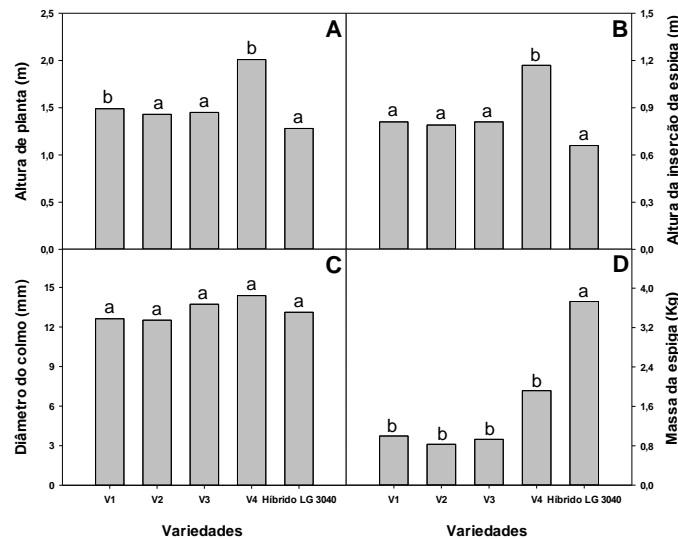 A
Altura de planta (m)
2,5
2,0
1,5
1,0
0,5
0,0
b
a
a
b
a
B
a
a
a
b
a
1,5
1,2
0,9
0,6
0,3
0,0
Altura da insercão da espiga (m)
C
Diâmetro do colmo (mm)
15
12
9
6
3
0
a
a
a
a
a
V1
V2
V3
V4
Híbrido LG 3040
Variedades
D
b
b
b
b
a
4,0
3,2
2,4
1,6
0,8
0,0
Massa da espiga (Kg)
V1
V2
V3
V4
Híbrido LG 3040
Variedades